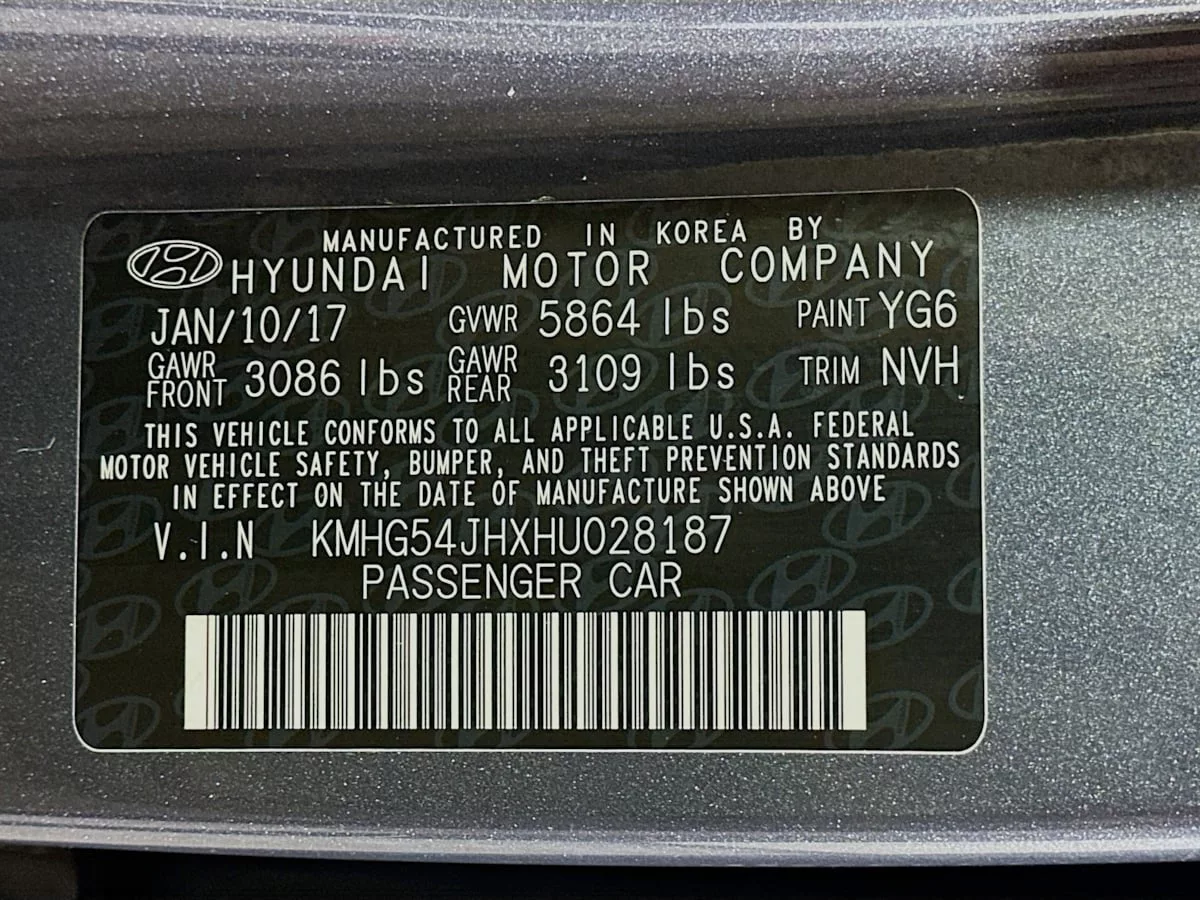 MANUFACTURED IN KOREA BY
HYUNDAI MOTOR COMPANY
JAN/10/17 GVWR 5864 lbs PAINT YG6
GAWR FRONT 3086 lbs GAWR REAR 3109 lbs TRIM NVH
THIS VEHICLE CONFORMS TO ALL APPLICABLE U.S.A. FEDERAL
MOTOR VEHICLE SAFETY, BUMPER, AND THEFT PREVENTION STANDARDS
IN EFFECT ON THE DATE OF MANUFACTURE SHOWN ABOVE
V.I.N KMHG54JHXHU028187
PASSENGER CAR